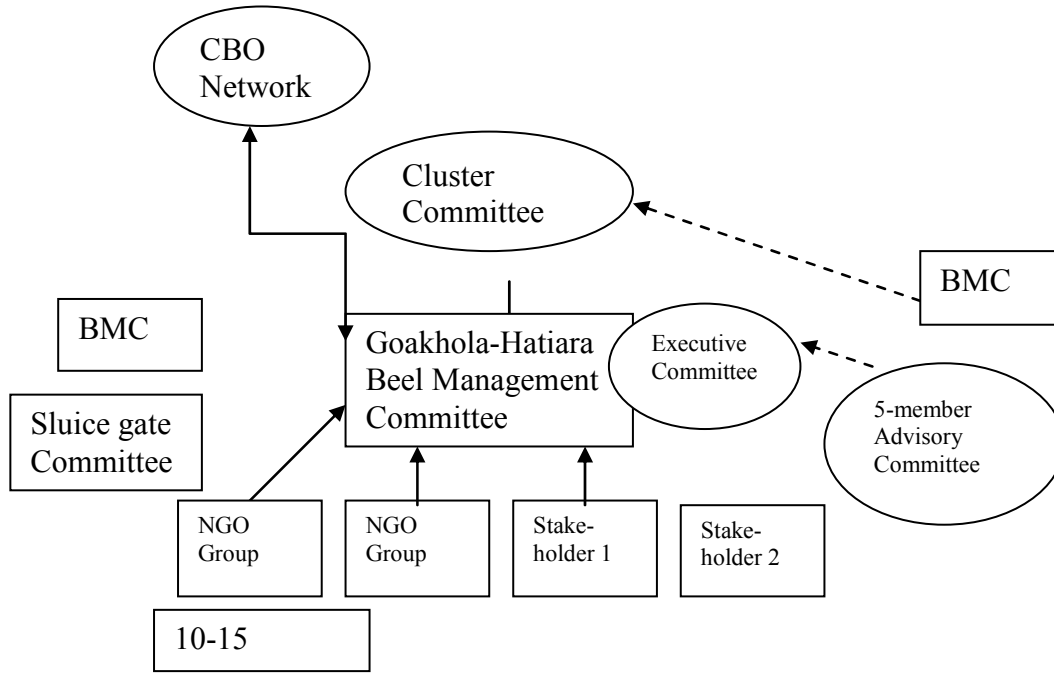 CBO
Network
Cluster
Committee
BMC
BMC
Goakhola-Hatiara
Beel Management
Committee
Executive
Committee
Sluice gate
Committee
5-member
Advisory
Committee
NGO
Group
NGO
Group
Stake-
holder 1
Stake-
holder 2
10-15